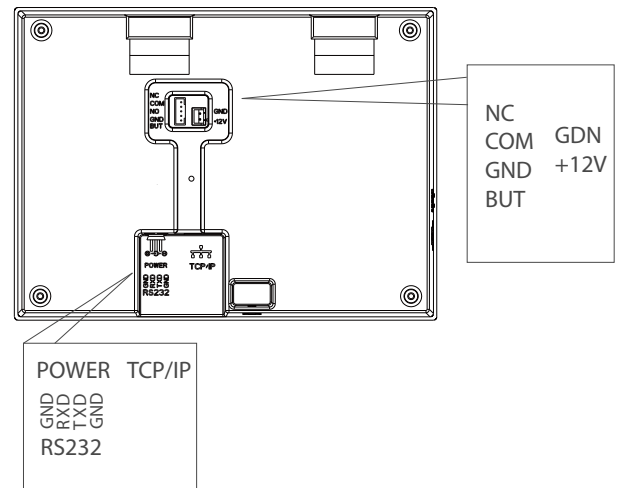 NC
COM
NO
GND
BUT
GND
+12V
NC
COM
GND
BUT
GDN
+12V
POWER TCP/IP
GND
RXD
TXD
GND
RS232
POWER TCP/IP
GND
RXD
TXD
GND
RS232